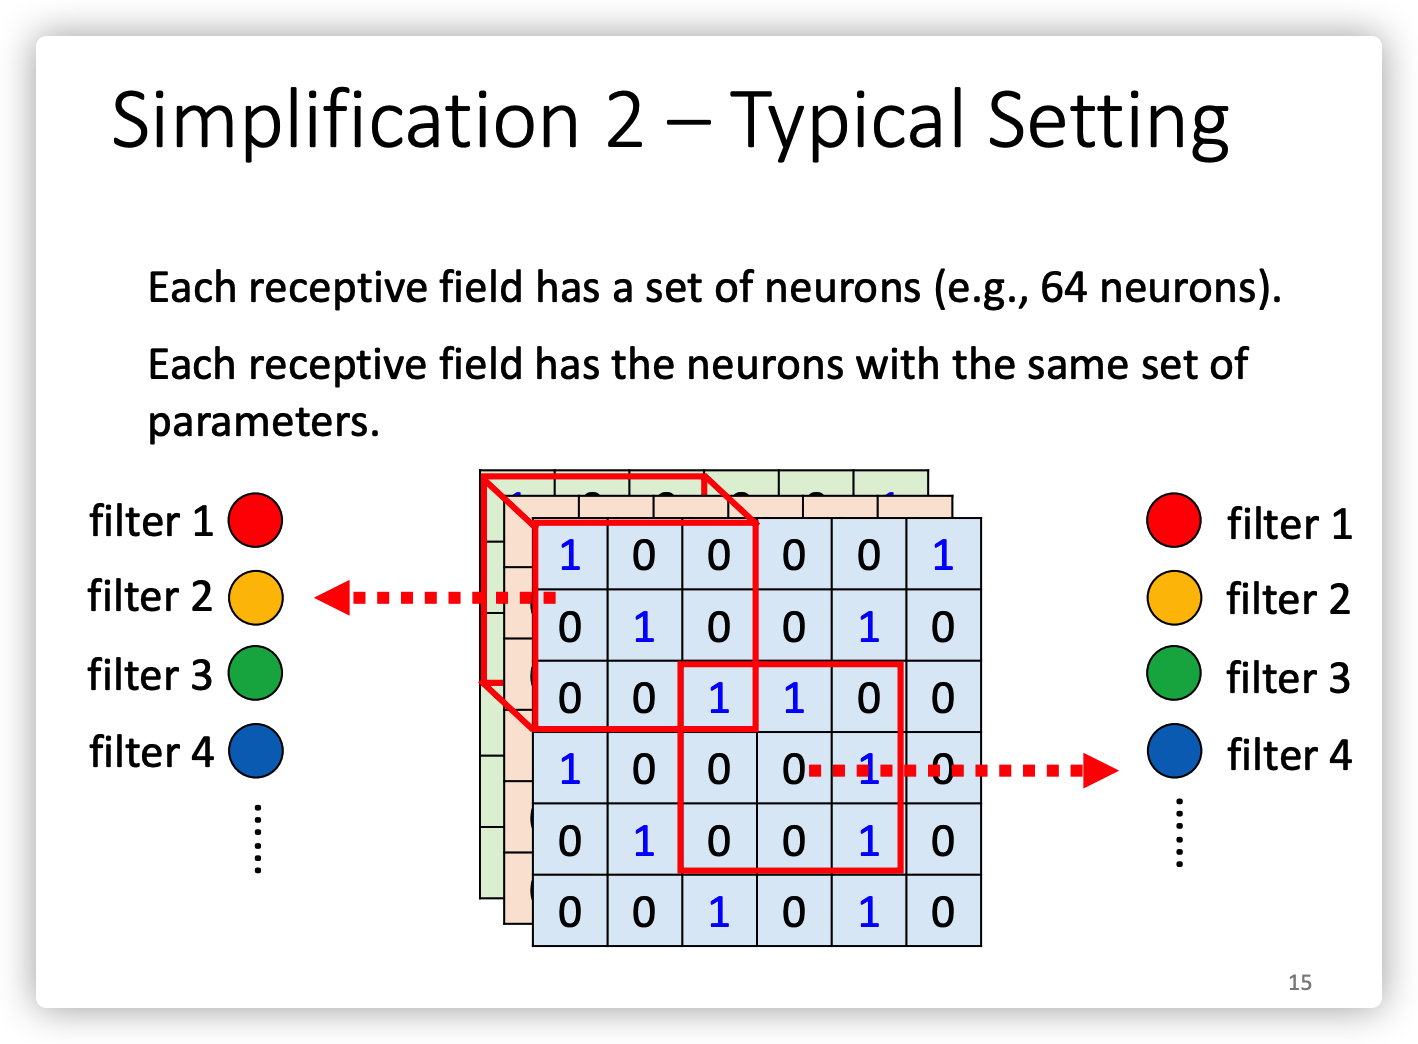 Simplification 2 – Typical Setting
Each receptive field has a set of neurons (e.g., 64 neurons).
Each receptive field has the neurons with the same set of
parameters.
filter 1
filter 2
filter 3
filter 4
1 0 0 0 0 1
0 1 0 0 1 0
0 0 1 1 0 0
1 0 0 0 1 0
0 1 0 0 1 0
0 0 1 0 1 0
filter 1
filter 2
filter 3
filter 4
15